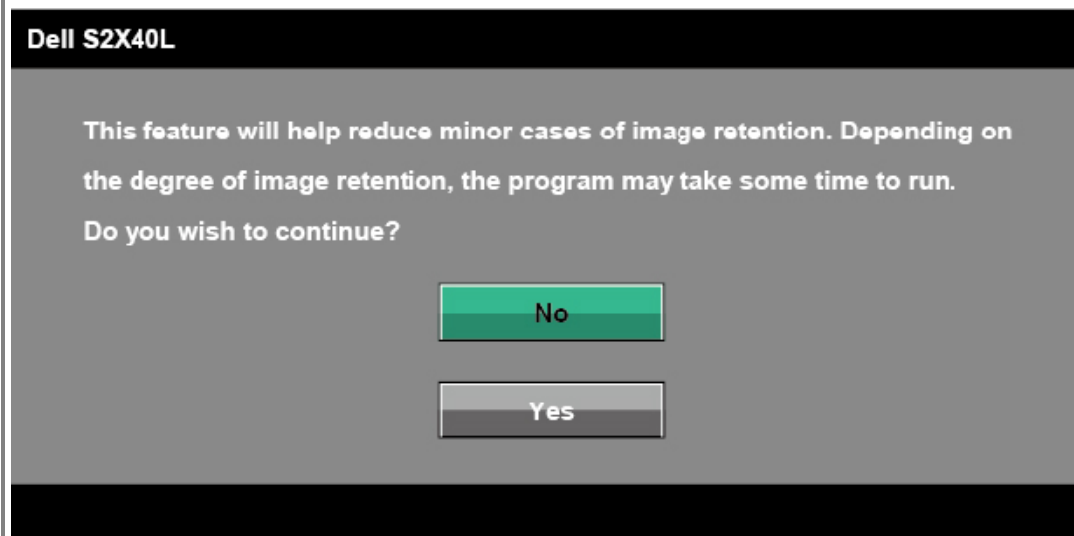 Dell S2X40L
This feature will help reduce minor cases of image retention. Depending on
the degree of image retention, the program may take some time to run.
Do you wish to continue?
No
Yes